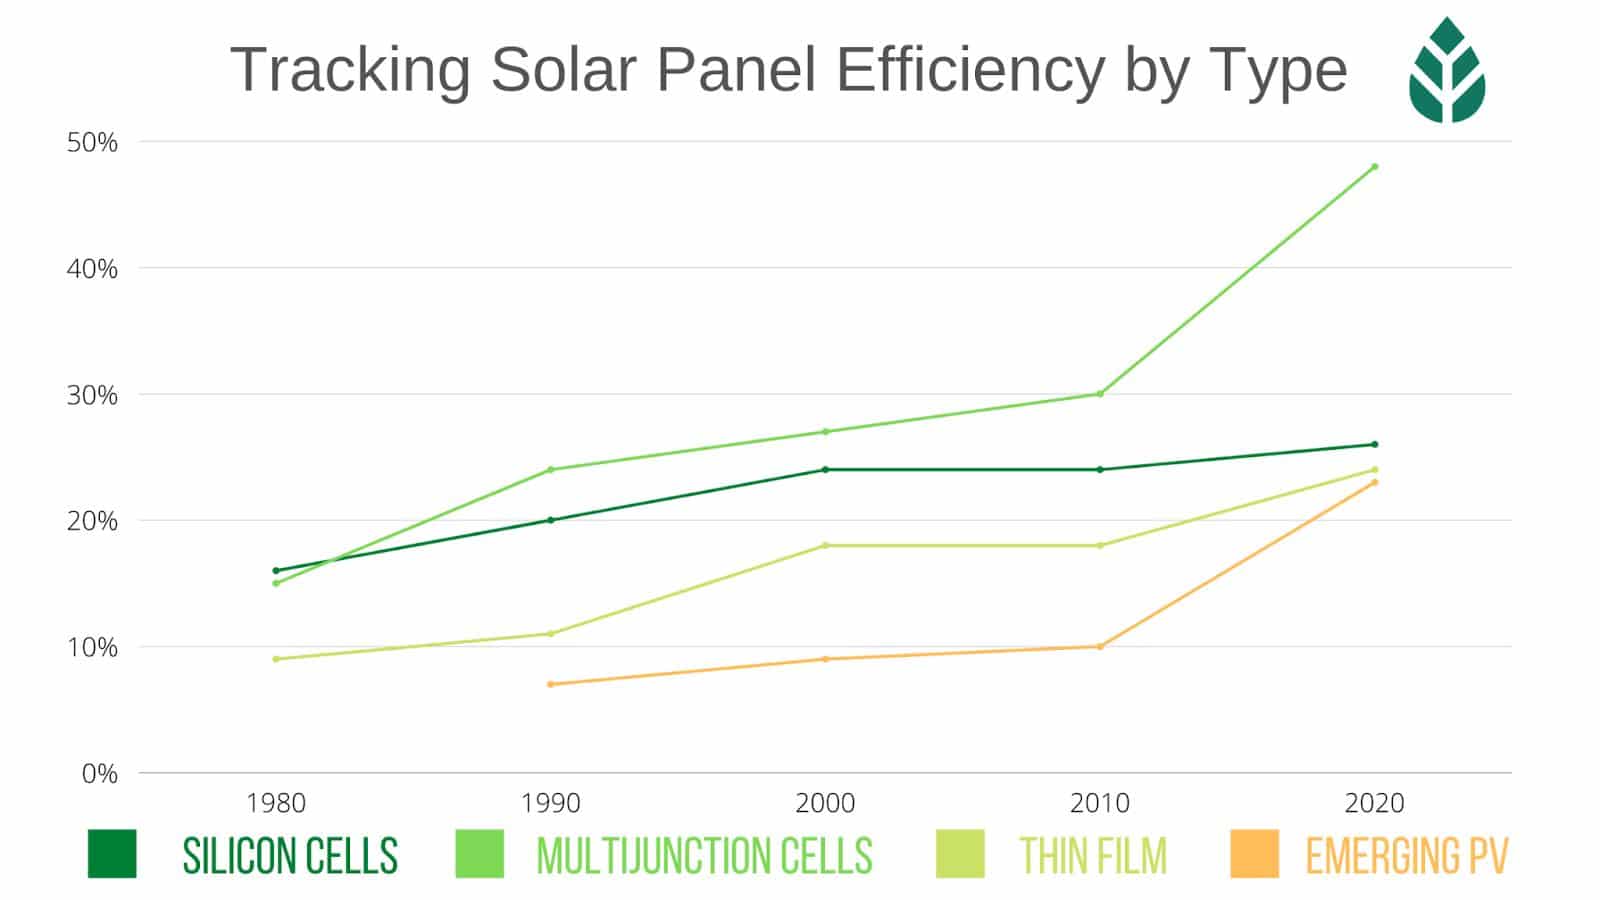 Tracking Solar Panel Efficiency by Type
50%
40%
30%
20%
10%
0%
1980 1990 2000 2010 2020
SILICON CELLS MULTIJUNCTION CELLS THIN FILM EMERGING PV